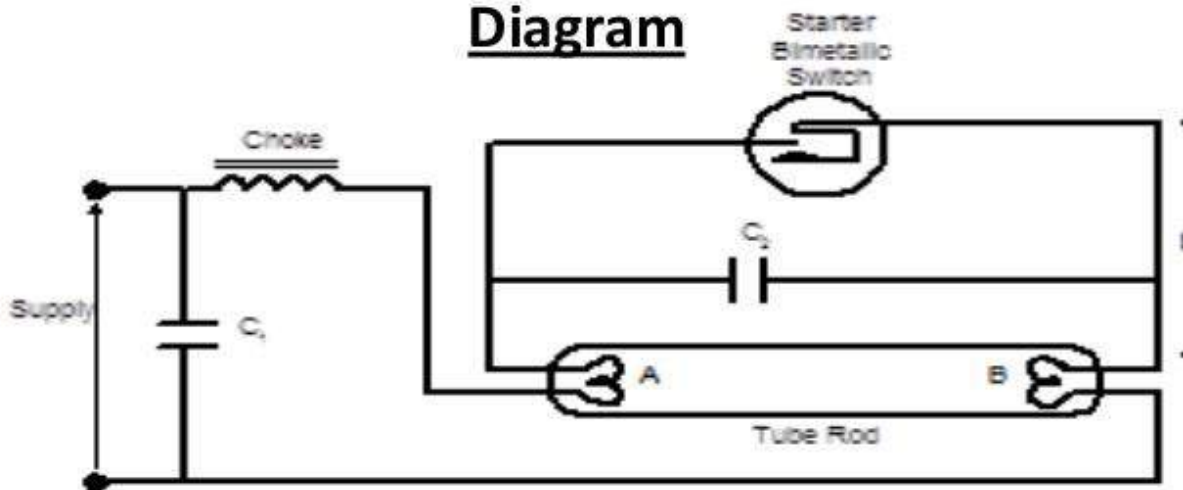 Diagram
Starter
Bimetallic
Switch
Choke
C₂
Supply
C₁
A
B
Tube Rod